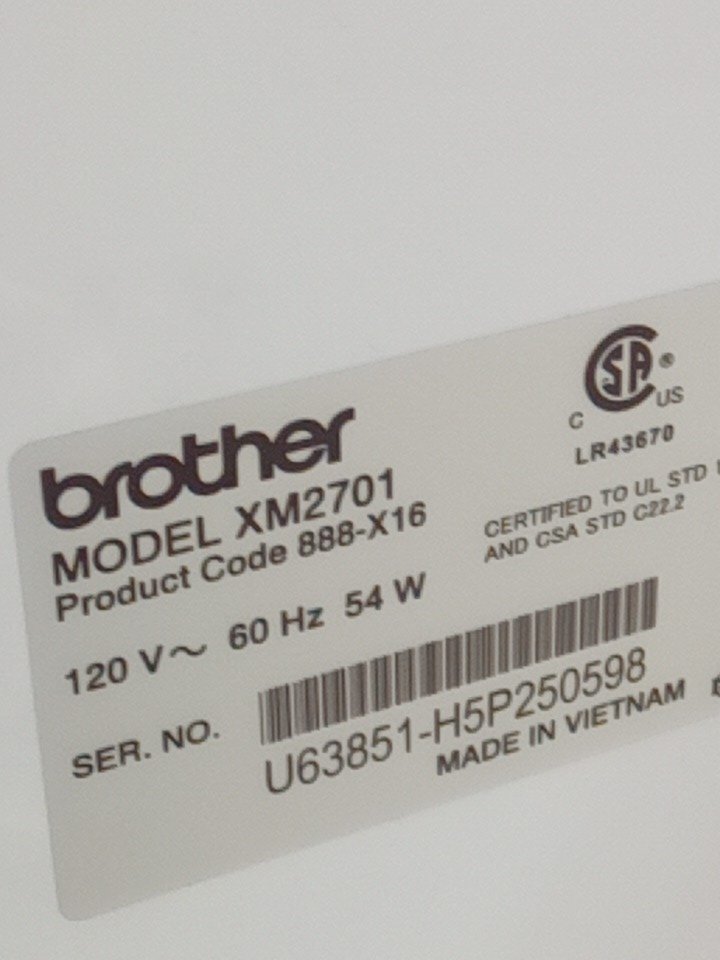 brother
MODEL XM2701
Product Code 888-X16
120 V~ 60 Hz 54 W
SER. NO.
U63851-H5P250598
MADE IN VIETNAM
SA ®
C US
LR43670
CERTIFIED TO UL STD
AND CSA STD C22.2